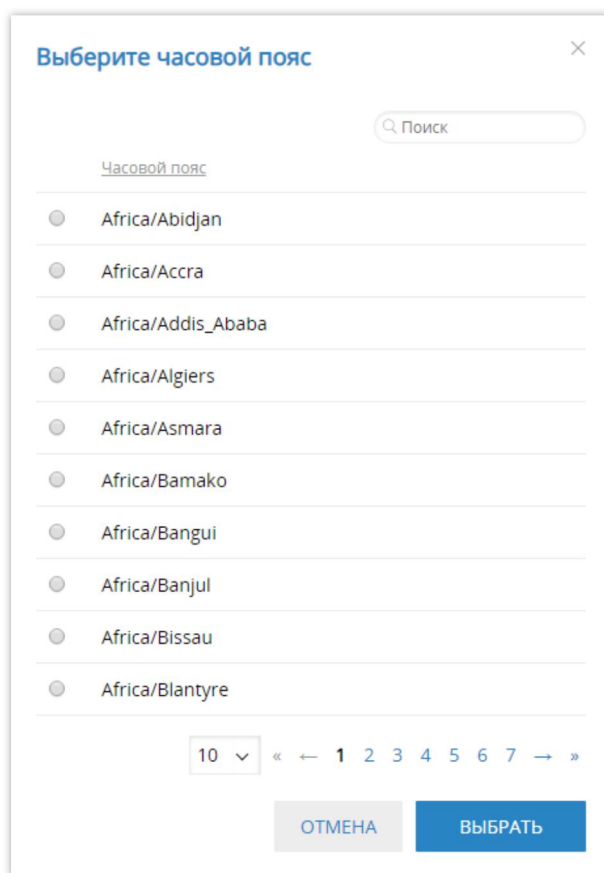 Выберите часовой пояс
Поиск
Часовой пояс
Africa/Abidjan
Africa/Accra
Africa/Addis_Ababa
Africa/Algiers
Africa/Asmara
Africa/Bamako
Africa/Bangui
Africa/Banjul
Africa/Bissau
Africa/Blantyre
10 « ← 1 2 3 4 5 6 7 → »
ОТМЕНА ВЫБРАТЬ